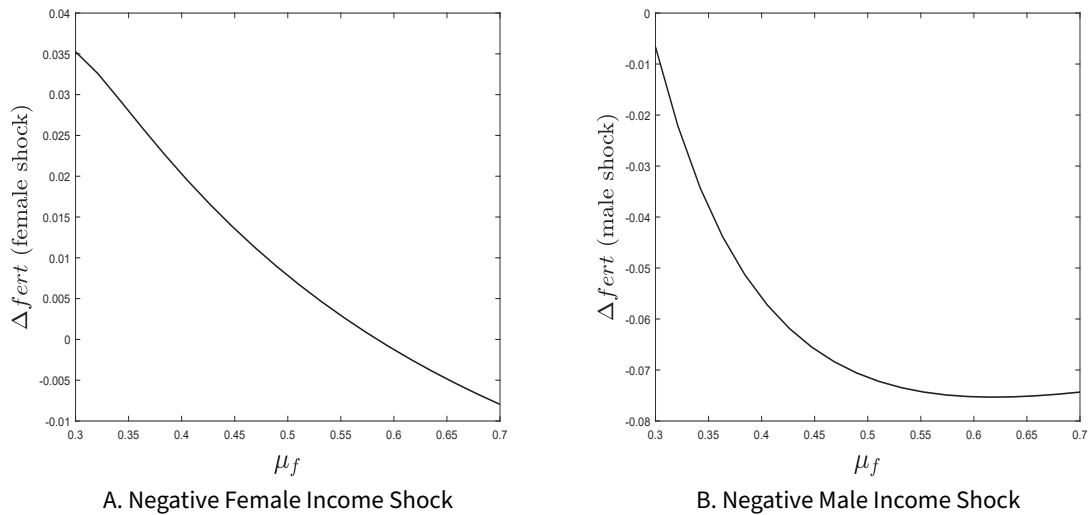 0.04
0.035
0.03
0.025
0.02
0.015
0.01
0.005
0
-0.005
-0.01
Δfert (female shock)
0.3 0.35 0.4 0.45 0.5 0.55 0.6 0.65 0.7
μf
A. Negative Female Income Shock
0
-0.01
-0.02
-0.03
-0.04
-0.05
-0.06
-0.07
-0.08
Δfert (male shock)
0.3 0.35 0.4 0.45 0.5 0.55 0.6 0.65 0.7
μf
B. Negative Male Income Shock